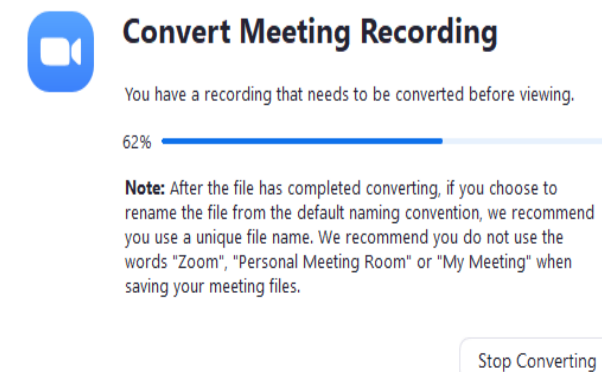 Convert Meeting Recording
You have a recording that needs to be converted before viewing.
62%
Note: After the file has completed converting, if you choose to
rename the file from the default naming convention, we recommend
you use a unique file name. We recommend you do not use the
words "Zoom", "Personal Meeting Room" or "My Meeting" when
saving your meeting files.
Stop Converting